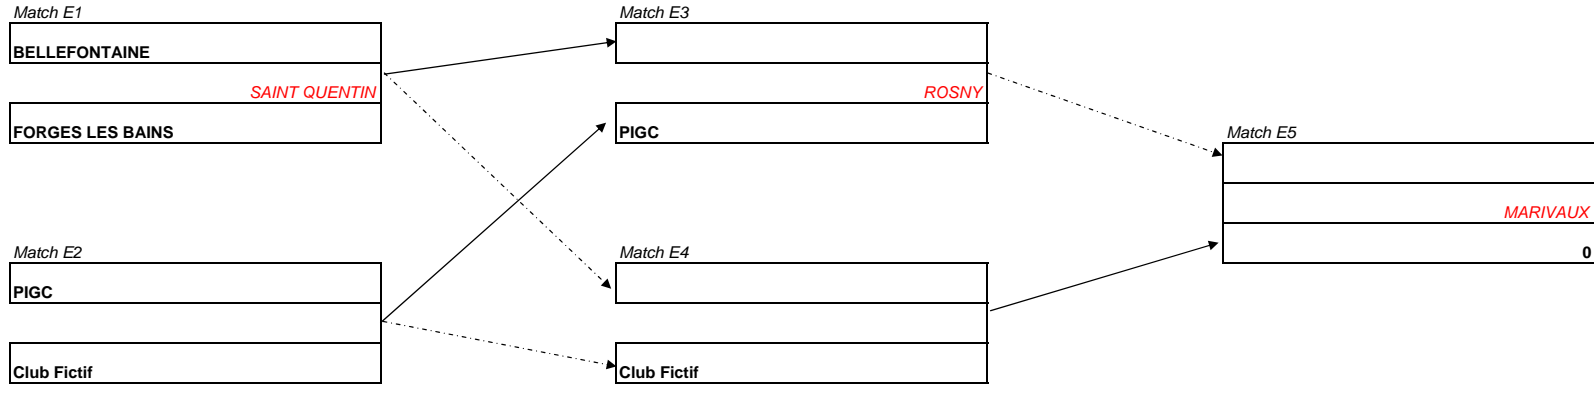 Match E1
BELLEFONTAINE
SAINT QUENTIN
FORGES LES BAINS
Match E2
PIGC
Club Fictif
Match E3
ROSNY
PIGC
Match E4
Club Fictif
Match E5
MARIVAUX
0